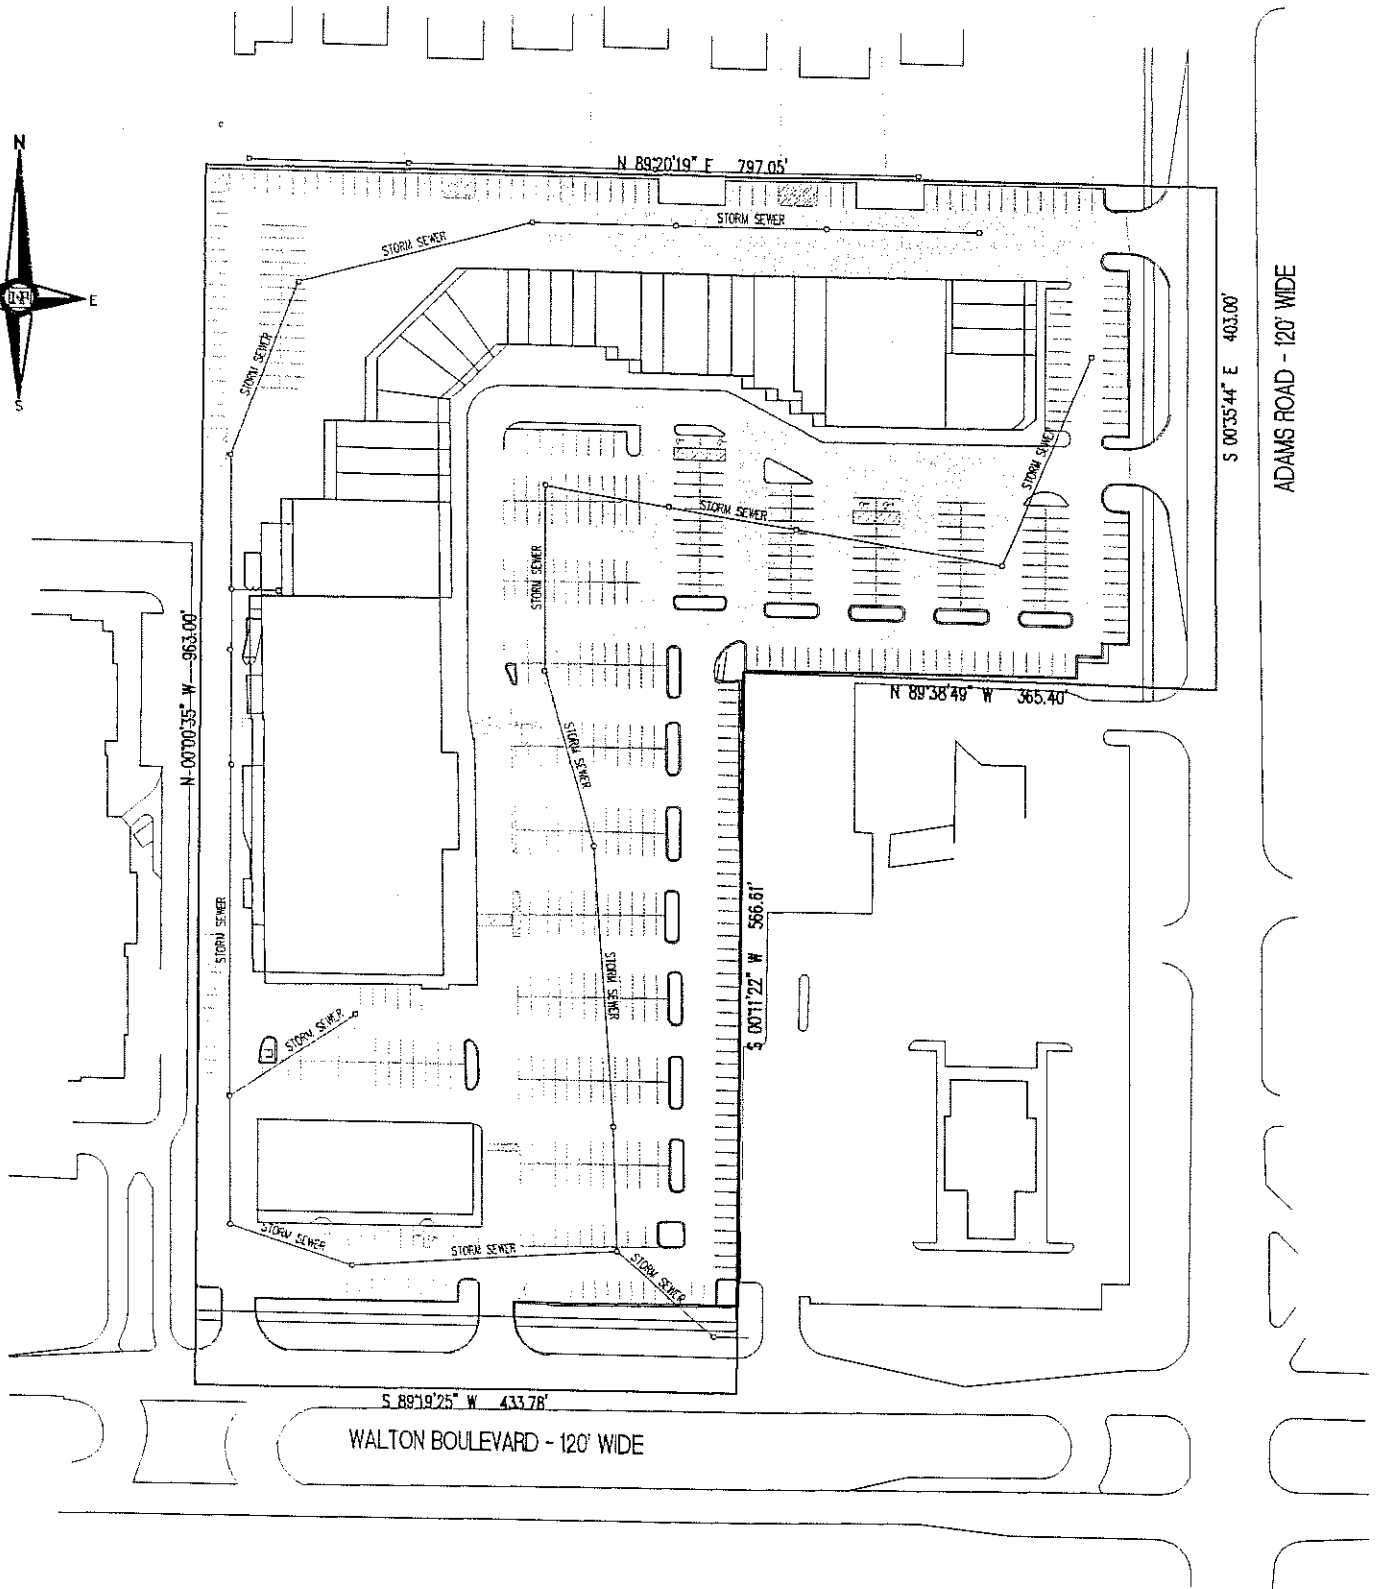 N
E
S
N 89°20'19" E 797.05'
STORM SEWER
STORM SEWER
STORM SEWER
S 00°35'44" E 403.00'
ADAMS ROAD - 120' WIDE
STORM SEWER
STORM SEWER
STORM SEWER
N 00°00'35" W 963.00'
N 89°38'49" W 365.40'
STORM SEWER
STORM SEWER
S 00°11'22" W 566.61'
STORM SEWER
STORM SEWER
STORM SEWER
STORM SEWER
STORM SEWER
S 89°19'25" W 433.78'
WALTON BOULEVARD - 120' WIDE